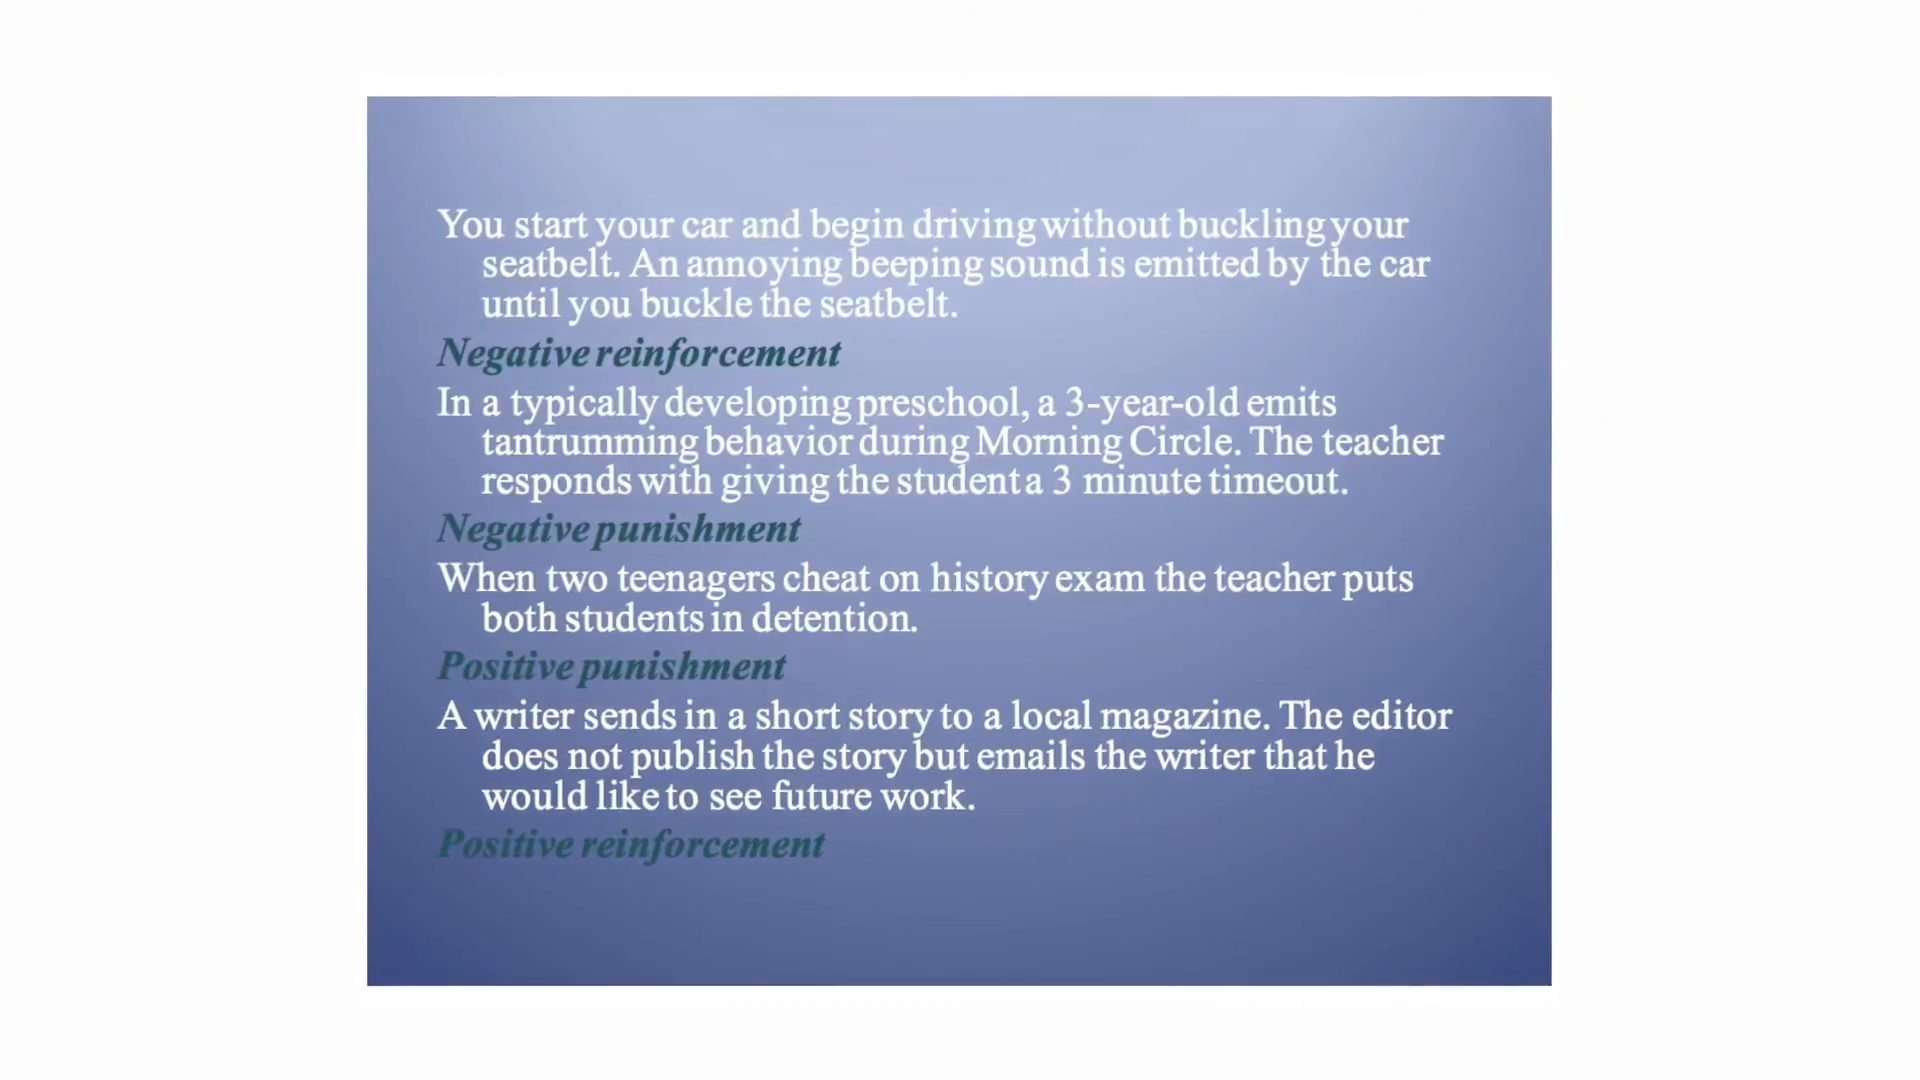 You start your car and begin driving without buckling your
seatbelt. An annoying beeping sound is emitted by the car
until you buckle the seatbelt.
Negative reinforcement
In a typically developing preschool, a 3-year-old emits
tantrumming behavior during Morning Circle. The teacher
responds with giving the student a 3 minute timeout.
Negative punishment
When two teenagers cheat on history exam the teacher puts
both students in detention.
Positive punishment
A writer sends in a short story to a local magazine. The editor
does not publish the story but emails the writer that he
would like to see future work.
Positive reinforcement